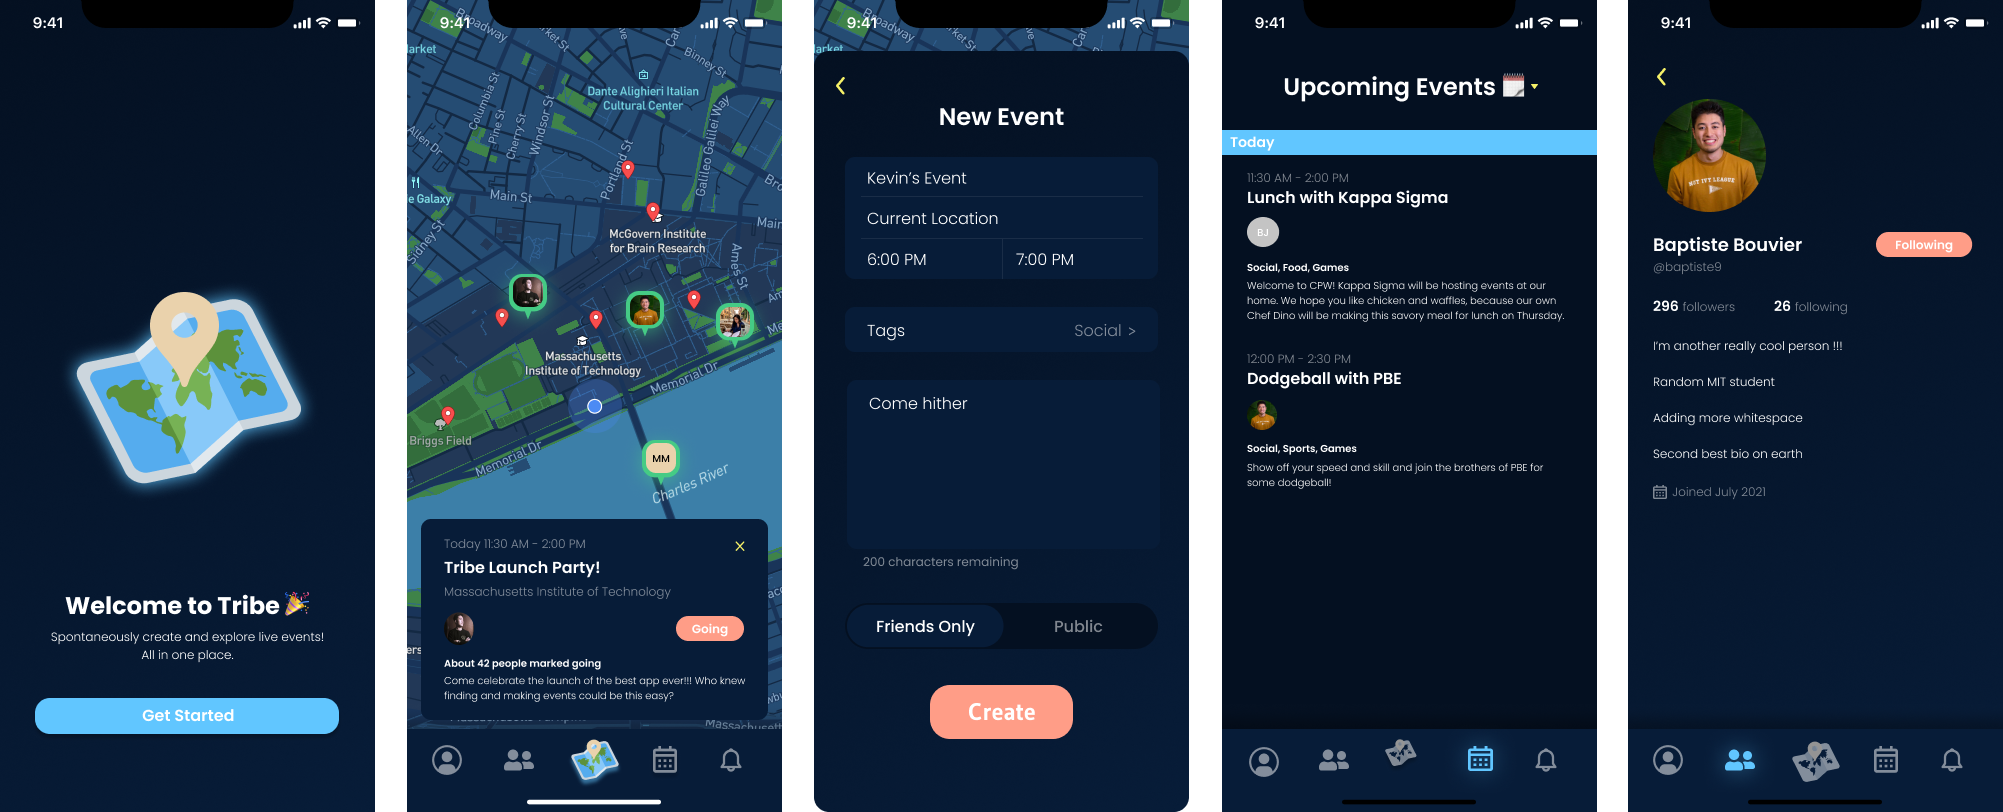 9:41
Welcome to Tribe
Spontaneously create and explore live events!
All in one place.
Get Started
9:41
Broadway
arket
Binney St
Dante Alighieri Italian
Cultural Center
Columbia St
Pine St
Cherry St
Windsor St
Portland St
Galileo Galilei Way
Allen Dr
e Galaxy
Main St
Sidney St
McGovern Institute
for Brain Research
Main
Ames St
Massachusetts
Institute of Technology
Memorial Dr
Briggs Field
Memorial Dr
MM
Charles River
Today 11:30 AM - 2:00 PM
Tribe Launch Party!
Massachusetts Institute of Technology
Going
About 42 people marked going
Come celebrate the launch of the best app ever!!! Who knew
finding and making events could be this easy?
9:41
Broadway
arket
New Event
Kevin's Event
Current Location
6:00 PM
7:00 PM
Tags
Social >
Come hither
200 characters remaining
Friends Only
Public
Create
9:41
Upcoming Events
Today
11:30 AM - 2:00 PM
Lunch with Kappa Sigma
BJ
Social, Food, Games
Welcome to CPW! Kappa Sigma will be hosting events at our
home. We hope you like chicken and waffles, because our own
Chef Dino will be making this savory meal for lunch on Thursday.
12:00 PM - 2:30 PM
Dodgeball with PBE
Social, Sports, Games
Show off your speed and skill and join the brothers of PBE for
some dodgeball!
9:41
Baptiste Bouvier
Following
@baptiste9
296 followers
26 following
I'm another really cool person !!!
Random MIT student
Adding more whitespace
Second best bio on earth
Joined July 2021